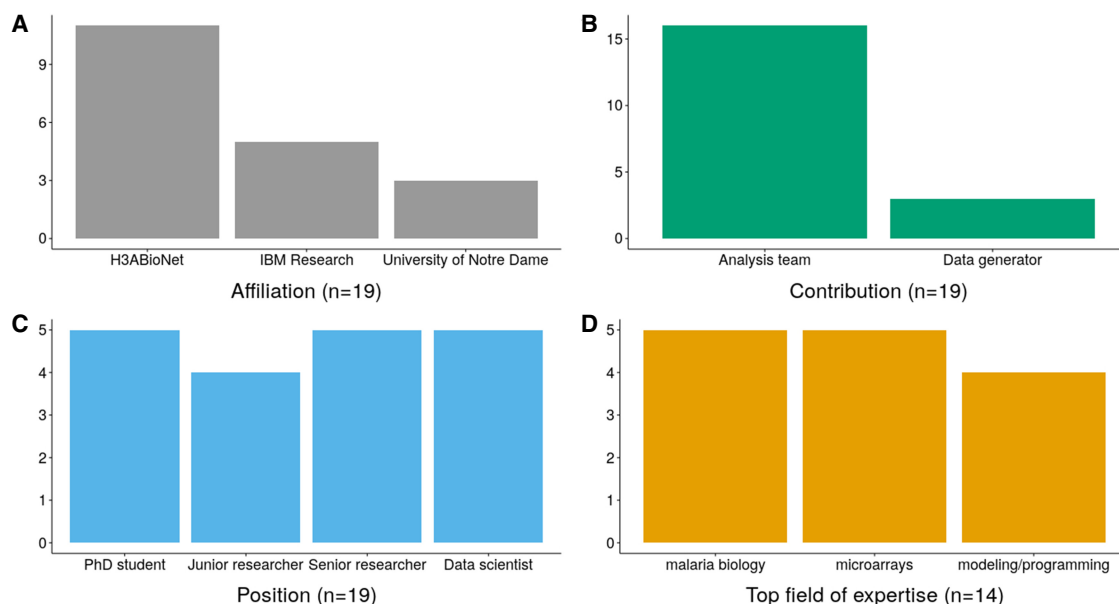 A
9
6
3
0
H3ABioNet IBM Research University of Notre Dame
Affiliation (n=19)
B
15
10
5
0
Analysis team Data generator
Contribution (n=19)
C
5
4
3
2
1
0
PhD student Junior researcher Senior researcher Data scientist
Position (n=19)
D
5
4
3
2
1
0
malaria biology microarrays modeling/programming
Top field of expertise (n=14)